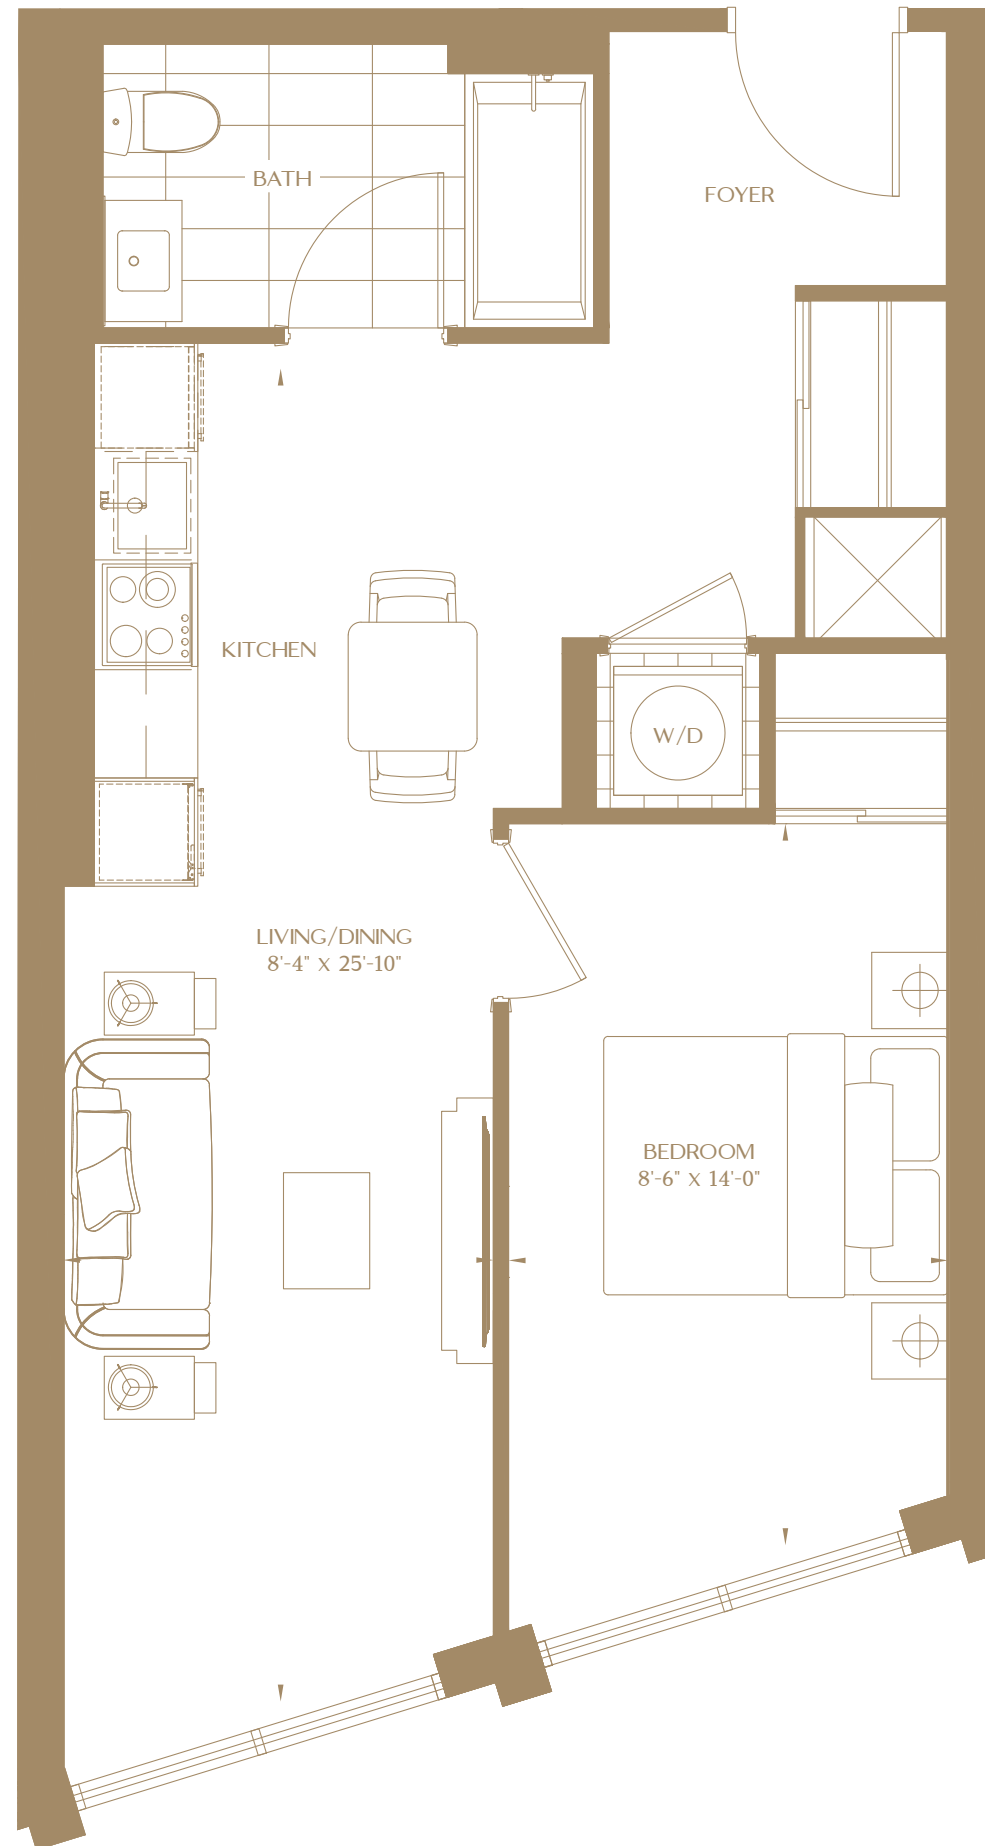 BATH
FOYER
KITCHEN
W/D
LIVING/DINING
8'-4" X 25'-10"
BEDROOM
8'-6" X 14'-0"